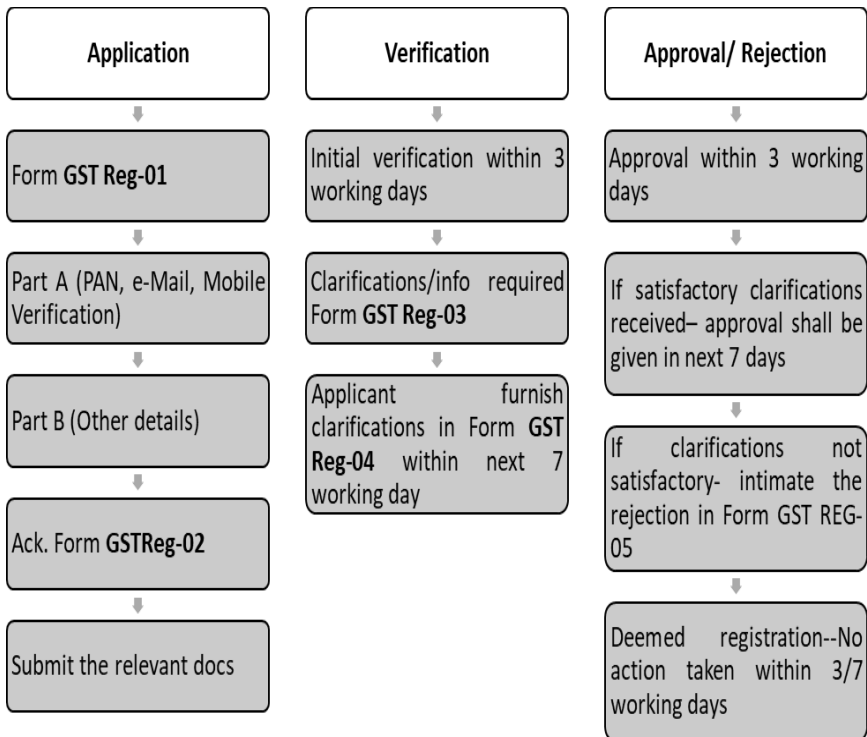 Application
Form GST Reg-01
Part A (PAN, e-Mail, Mobile
Verification)
Part B (Other details)
Ack. Form GSTReg-02
Submit the relevant docs
Verification
Initial verification within 3
working days
Clarifications/info required
Form GST Reg-03
Applicant furnish
clarifications in Form GST
Reg-04 within next 7
working day
Approval/ Rejection
Approval within 3 working
days
If satisfactory clarifications
received– approval shall be
given in next 7 days
If clarifications not
satisfactory- intimate the
rejection in Form GST REG-
05
Deemed registration--No
action taken within 3/7
working days